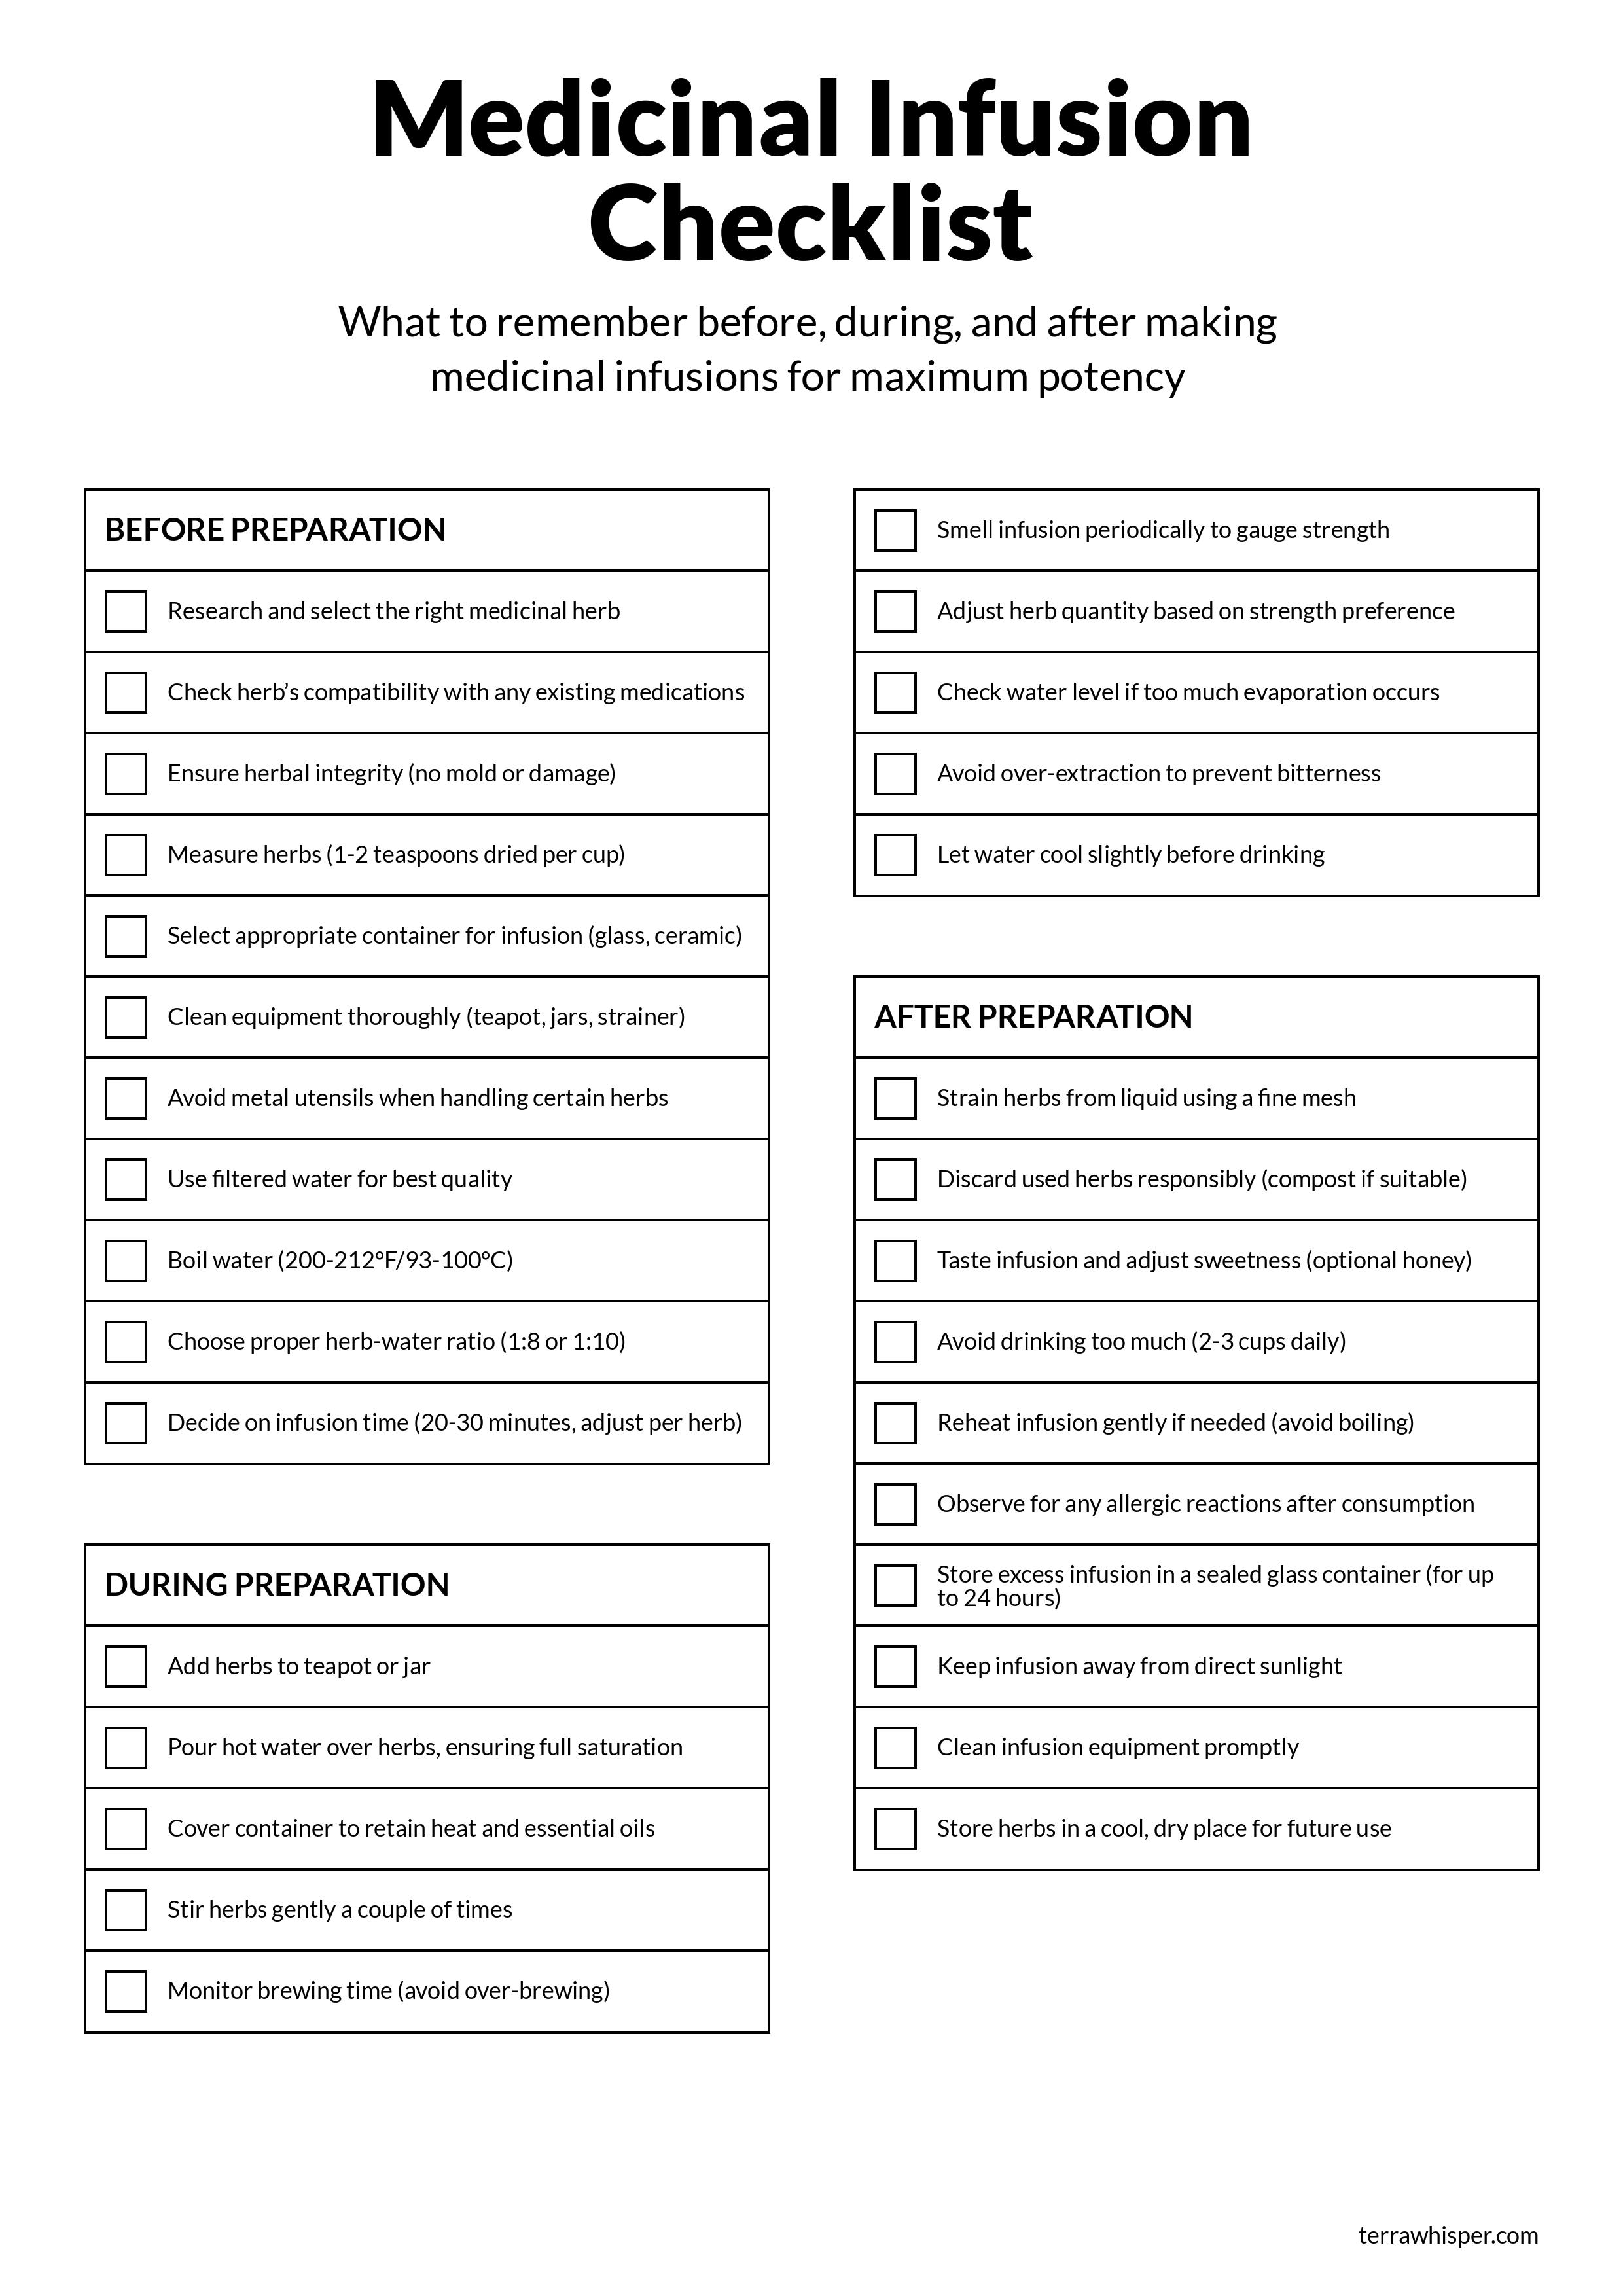 Medicinal Infusion
Checklist
What to remember before, during, and after making
medicinal infusions for maximum potency
BEFORE PREPARATION
Research and select the right medicinal herb
Check herb’s compatibility with any existing medications
Ensure herbal integrity (no mold or damage)
Measure herbs (1-2 teaspoons dried per cup)
Select appropriate container for infusion (glass, ceramic)
Clean equipment thoroughly (teapot, jars, strainer)
Avoid metal utensils when handling certain herbs
Use filtered water for best quality
Boil water (200-212°F/93-100°C)
Choose proper herb-water ratio (1:8 or 1:10)
Decide on infusion time (20-30 minutes, adjust per herb)
DURING PREPARATION
Add herbs to teapot or jar
Pour hot water over herbs, ensuring full saturation
Cover container to retain heat and essential oils
Stir herbs gently a couple of times
Monitor brewing time (avoid over-brewing)
Smell infusion periodically to gauge strength
Adjust herb quantity based on strength preference
Check water level if too much evaporation occurs
Avoid over-extraction to prevent bitterness
Let water cool slightly before drinking
AFTER PREPARATION
Strain herbs from liquid using a fine mesh
Discard used herbs responsibly (compost if suitable)
Taste infusion and adjust sweetness (optional honey)
Avoid drinking too much (2-3 cups daily)
Reheat infusion gently if needed (avoid boiling)
Observe for any allergic reactions after consumption
Store excess infusion in a sealed glass container (for up
to 24 hours)
Keep infusion away from direct sunlight
Clean infusion equipment promptly
Store herbs in a cool, dry place for future use
terrawhisper.com